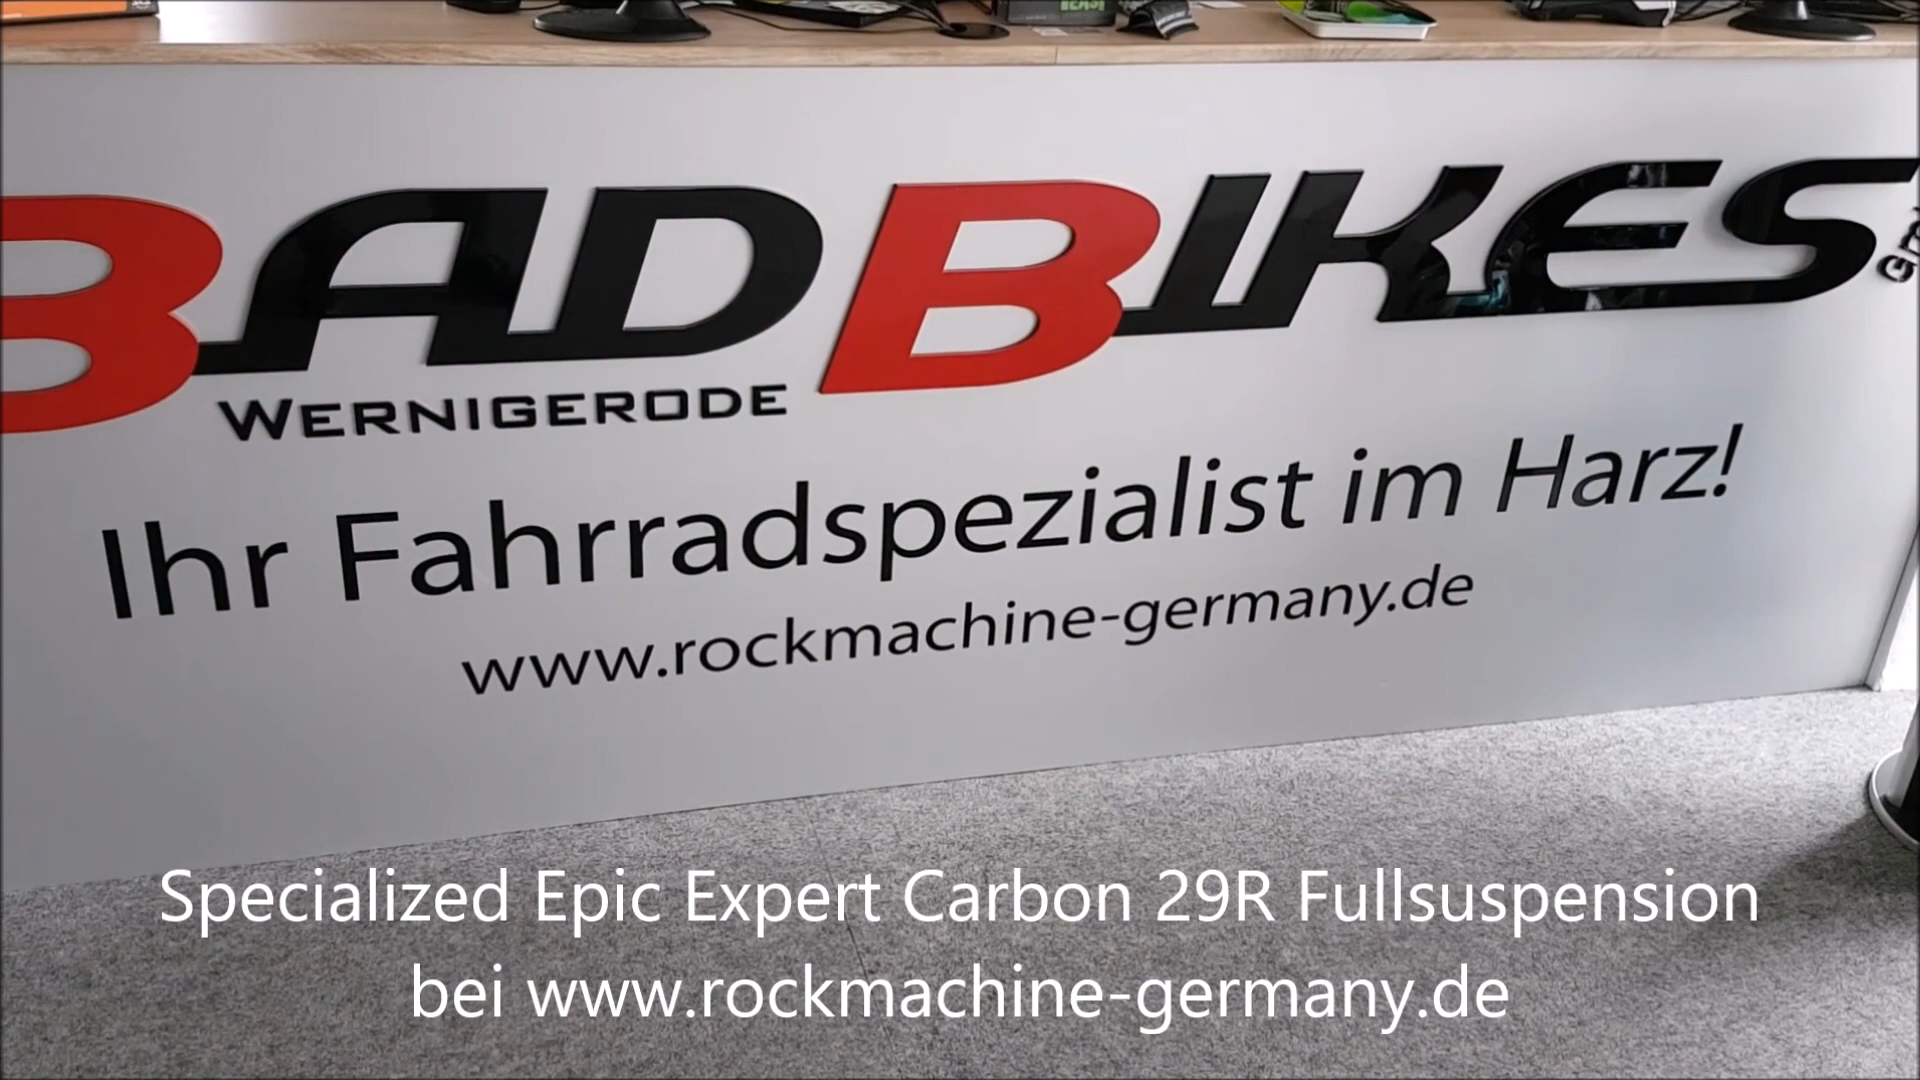 BADBIKES
WERNIGERODE
Ihr Fahrradspezialist im Harz!
www.rockmachine-germany.de
Specialized Epic Expert Carbon 29R Fullsuspension
bei www.rockmachine-germany.de